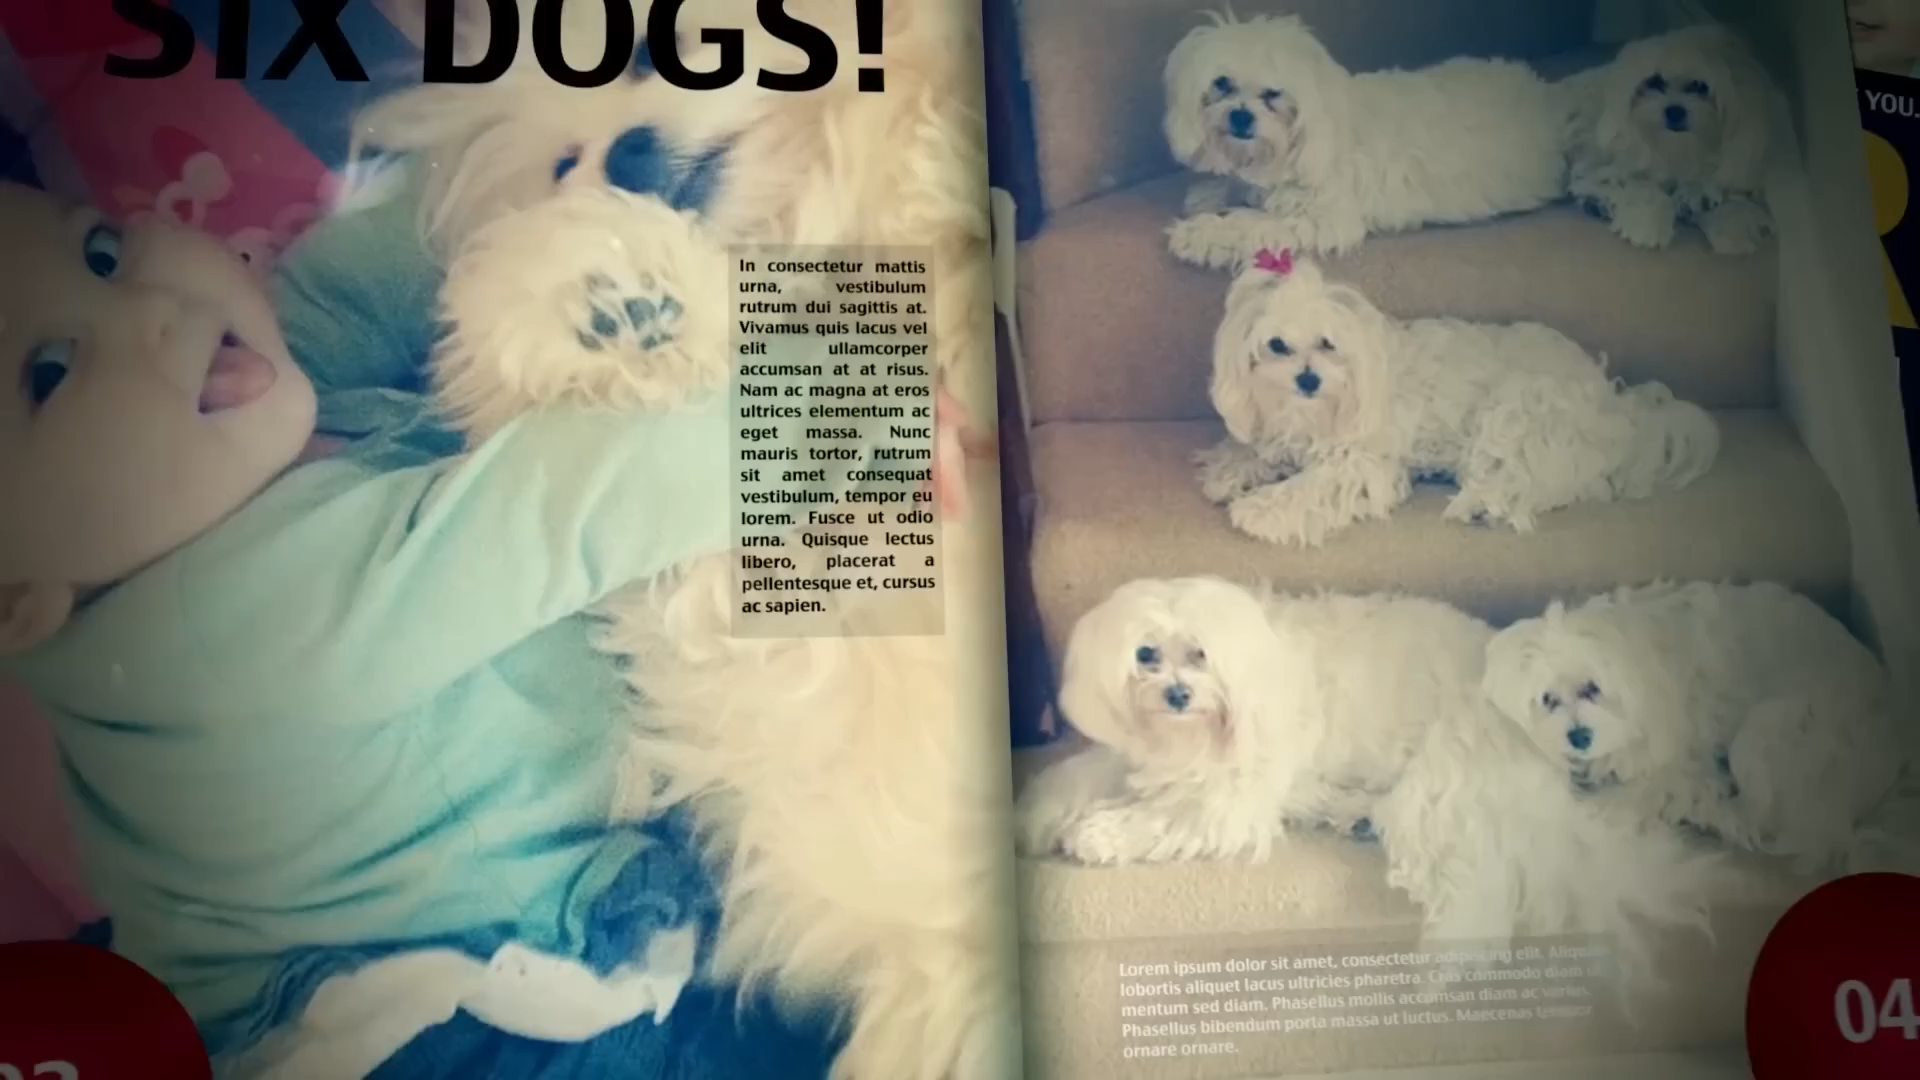 SIX DOGS!
In consectetur mattis
urna, vestibulum
rutrum dui sagittis at.
Vivamus quis lacus vel
elit ullamcorper
accumsan at at risus.
Nam ac magna at eros
ultrices elementum ac
eget massa. Nunc
mauris tortor, rutrum
sit amet consequat
vestibulum, tempor eu
lorem. Fusce ut odio
urna. Quisque lectus
libero, placerat a
pellentesque et, cursus
ac sapien.
Lorem ipsum dolor sit amet, consectetur adipiscing elit. Aliquam
lobortis aliquet lacus ultricies pharetra. Cras commodo diam
mentum sed diam. Phasellus mollis accumsan diam ac varius.
Phasellus bibendum porta massa ut luctus. Maecenas
ornare ornare.
04
YOU.